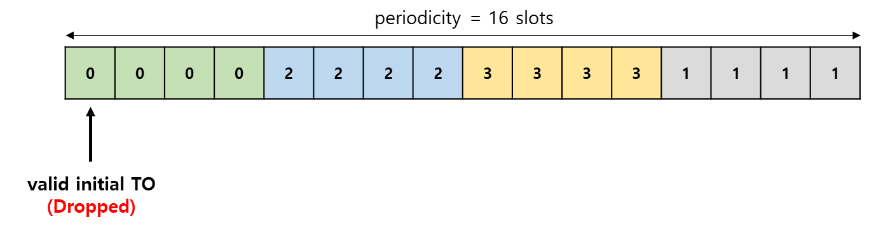 periodicity = 16 slots
0 0 0 0 2 2 2 2 3 3 3 3 1 1 1 1
valid initial TO
(Dropped)